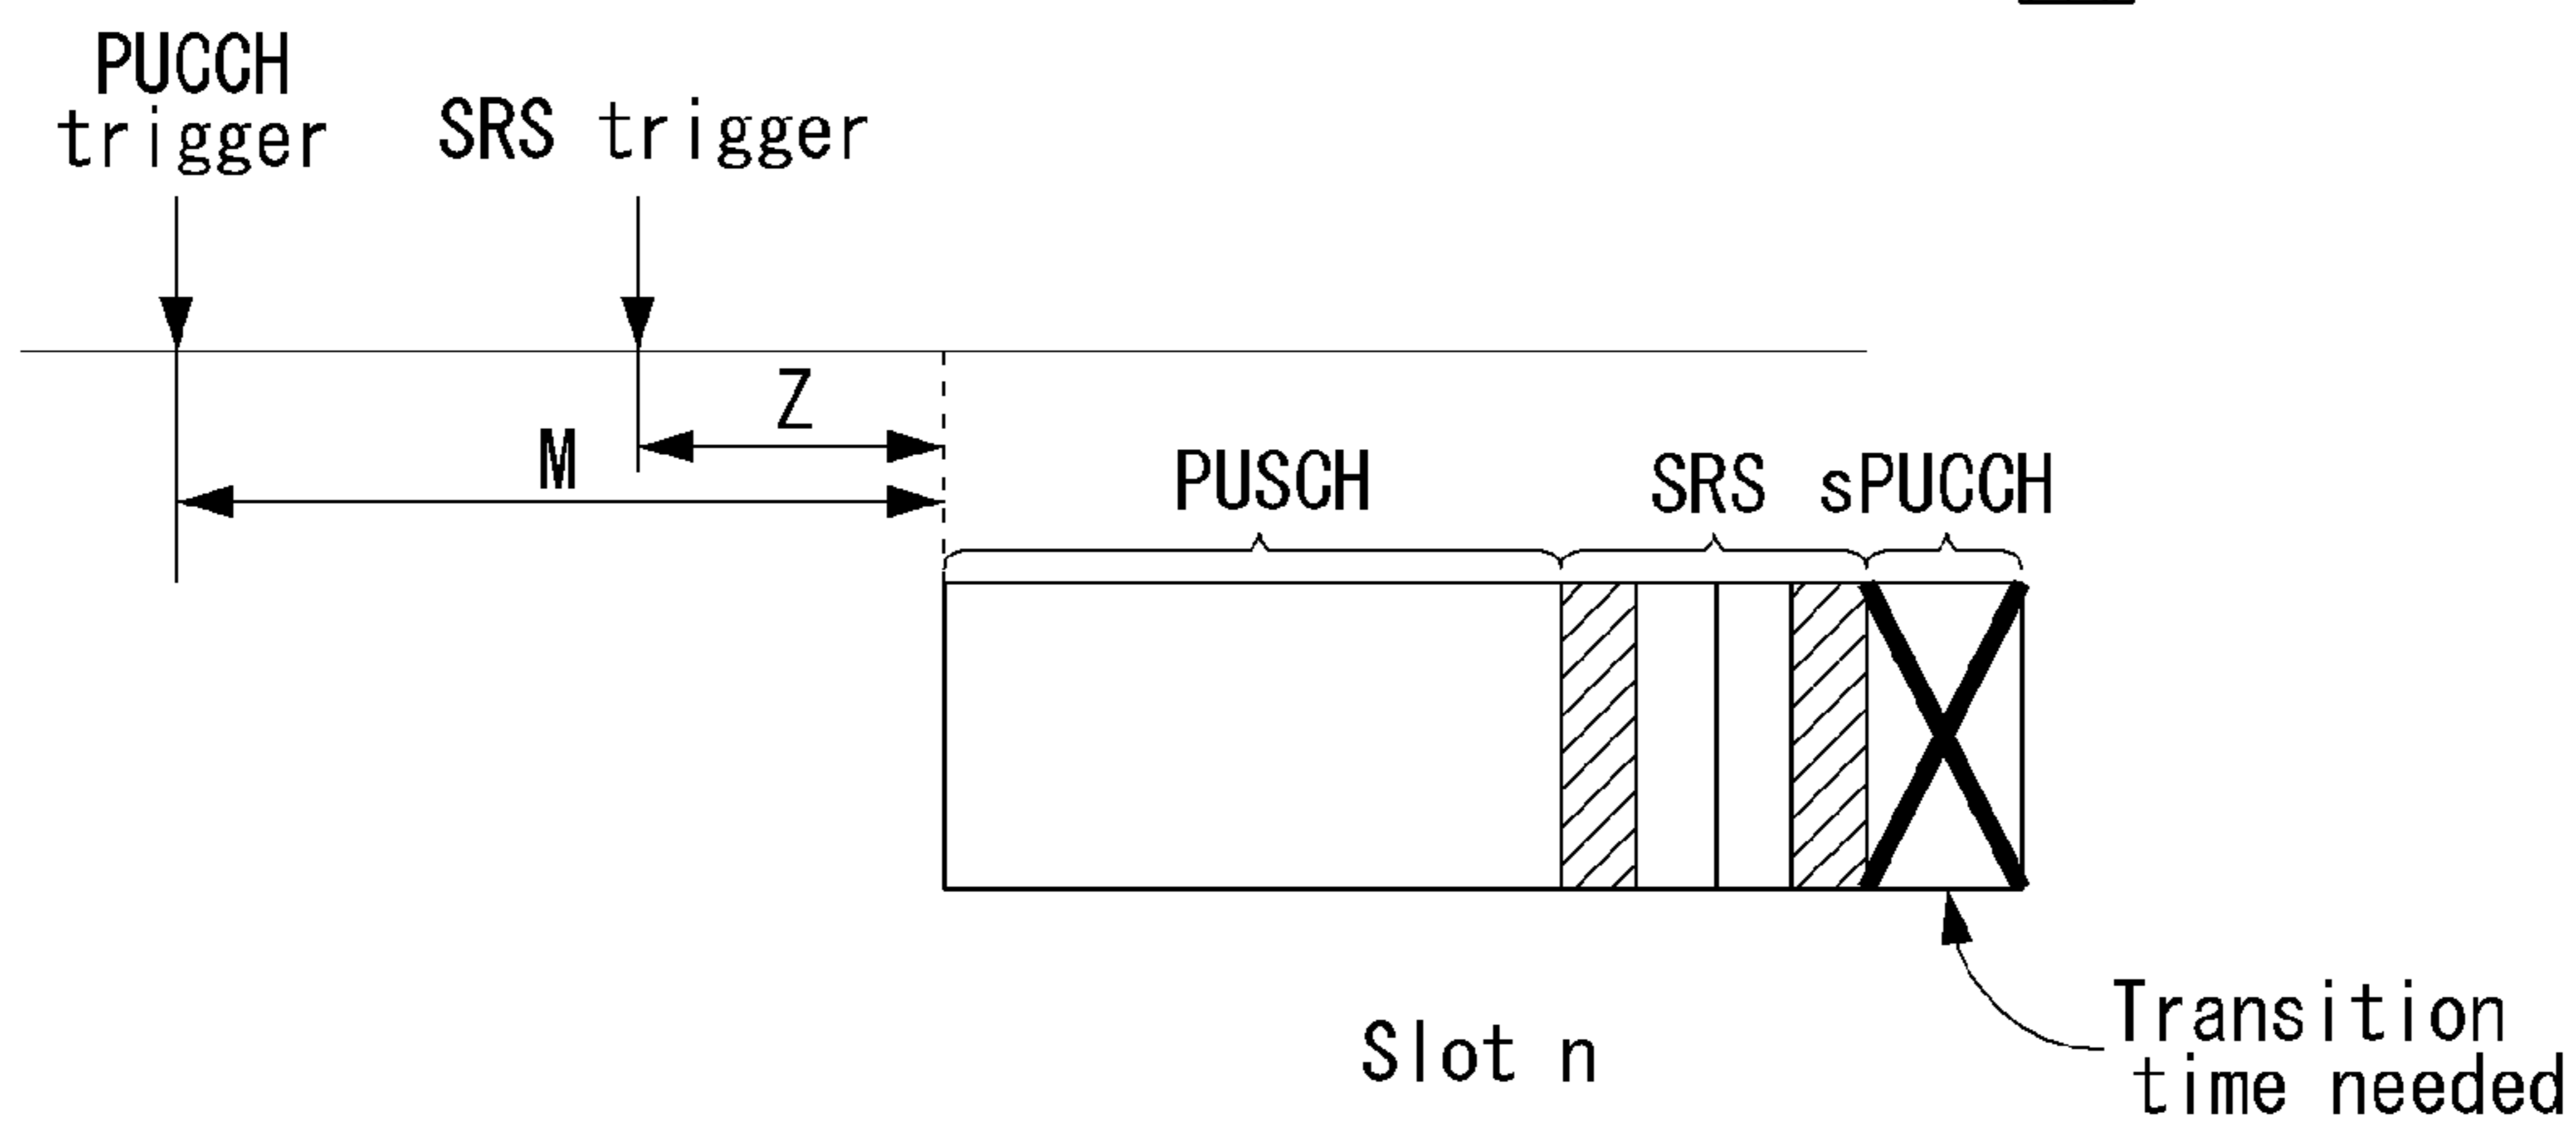 PUCCH
trigger
SRS trigger
Z
M
PUSCH
SRS
sPUCCH
Slot n
Transition
time needed